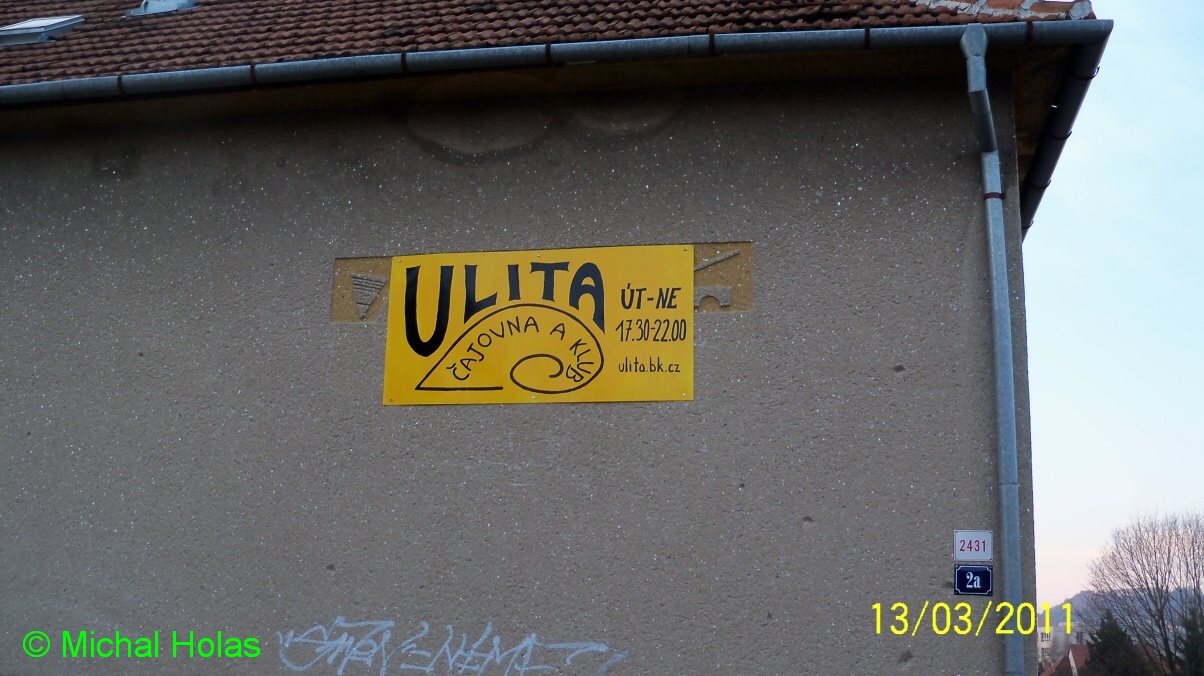 ULITA
ČAJOVNA A KLUB
ÚT-NE
17.30-22.00
ulita.bk.cz
2431
2a
13/03/2011
© Michal Holas